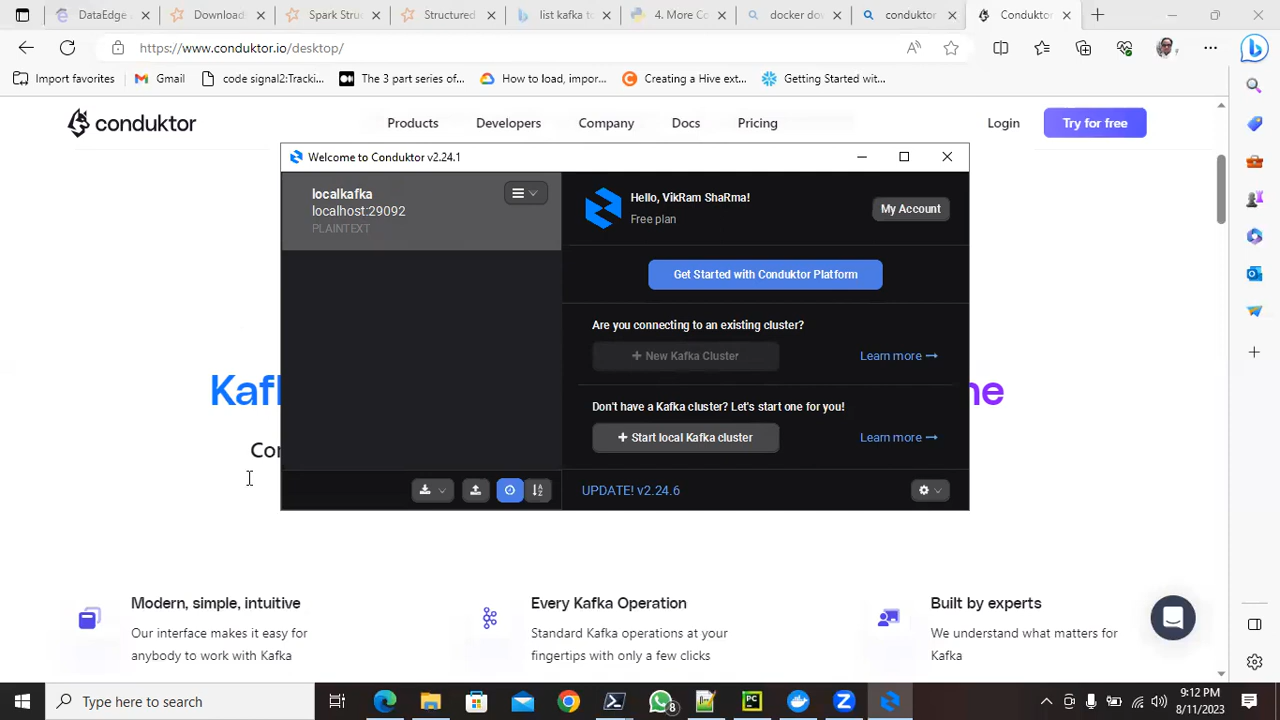 DataEdge
Download
Spark Stru
Structured
list kafka to
4. More Co
docker dov
conduktor
Conduktor
https://www.conduktor.io/desktop/
Import favorites
Gmail
code signal2:Tracki...
The 3 part series of...
How to load, impor...
Creating a Hive ext...
Getting Started wit...
conduktor
Products
Developers
Company
Docs
Pricing
Login
Try for free
Welcome to Conduktor v2.24.1
localkafka
localhost:29092
PLAINTEXT
Hello, VikRam ShaRma!
Free plan
My Account
Get Started with Conduktor Platform
Are you connecting to an existing cluster?
+ New Kafka Cluster
Learn more →
Don't have a Kafka cluster? Let's start one for you!
+ Start local Kafka cluster
Learn more →
UPDATE! v2.24.6
Modern, simple, intuitive
Our interface makes it easy for
anybody to work with Kafka
Every Kafka Operation
Standard Kafka operations at your
fingertips with only a few clicks
Built by experts
We understand what matters for
Kafka
Type here to search
8
9:12 PM
8/11/2023